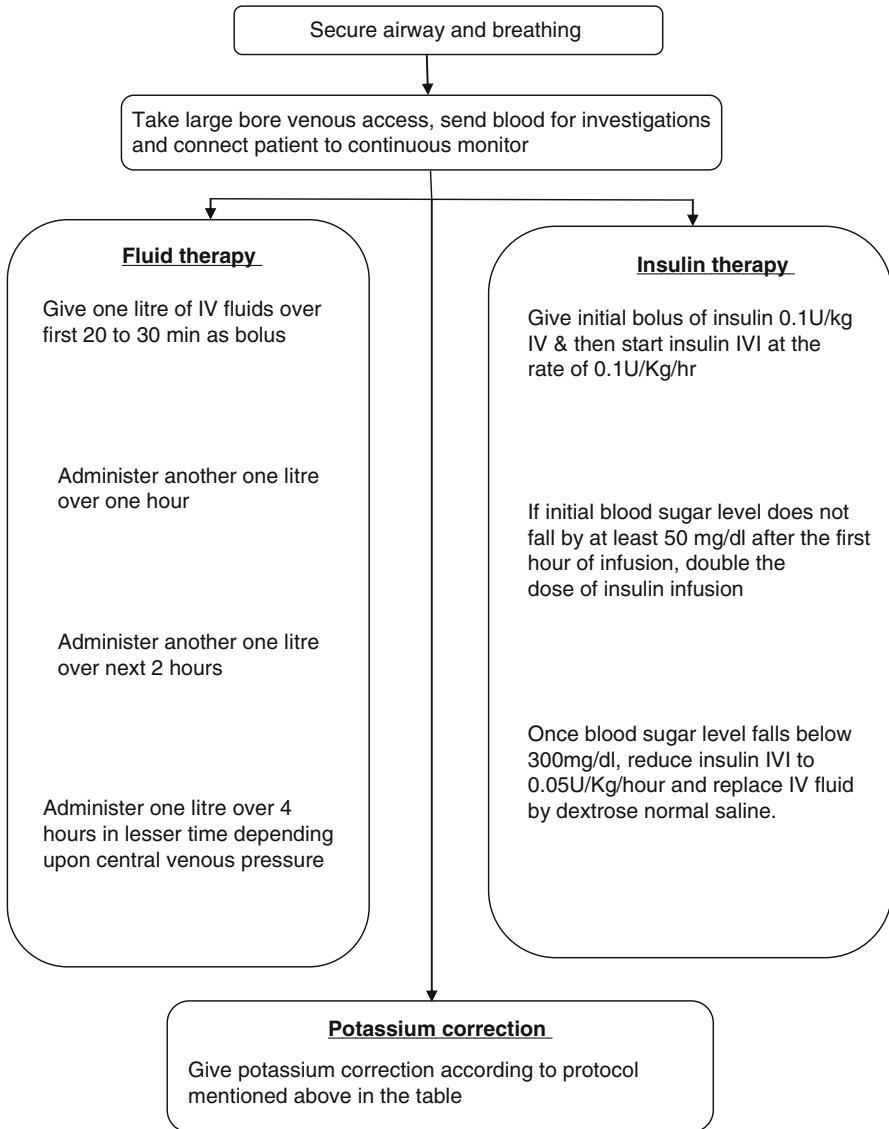 Secure airway and breathing
Take large bore venous access, send blood for investigations
and connect patient to continuous monitor
Fluid therapy
Give one litre of IV fluids over
first 20 to 30 min as bolus
Administer another one litre
over one hour
Administer another one litre
over next 2 hours
Administer one litre over 4
hours in lesser time depending
upon central venous pressure
Insulin therapy
Give initial bolus of insulin 0.1U/kg
IV & then start insulin IVI at the
rate of 0.1U/Kg/hr
If initial blood sugar level does not
fall by at least 50 mg/dl after the first
hour of infusion, double the
dose of insulin infusion
Once blood sugar level falls below
300mg/dl, reduce insulin IVI to
0.05U/Kg/hour and replace IV fluid
by dextrose normal saline.
Potassium correction
Give potassium correction according to protocol
mentioned above in the table